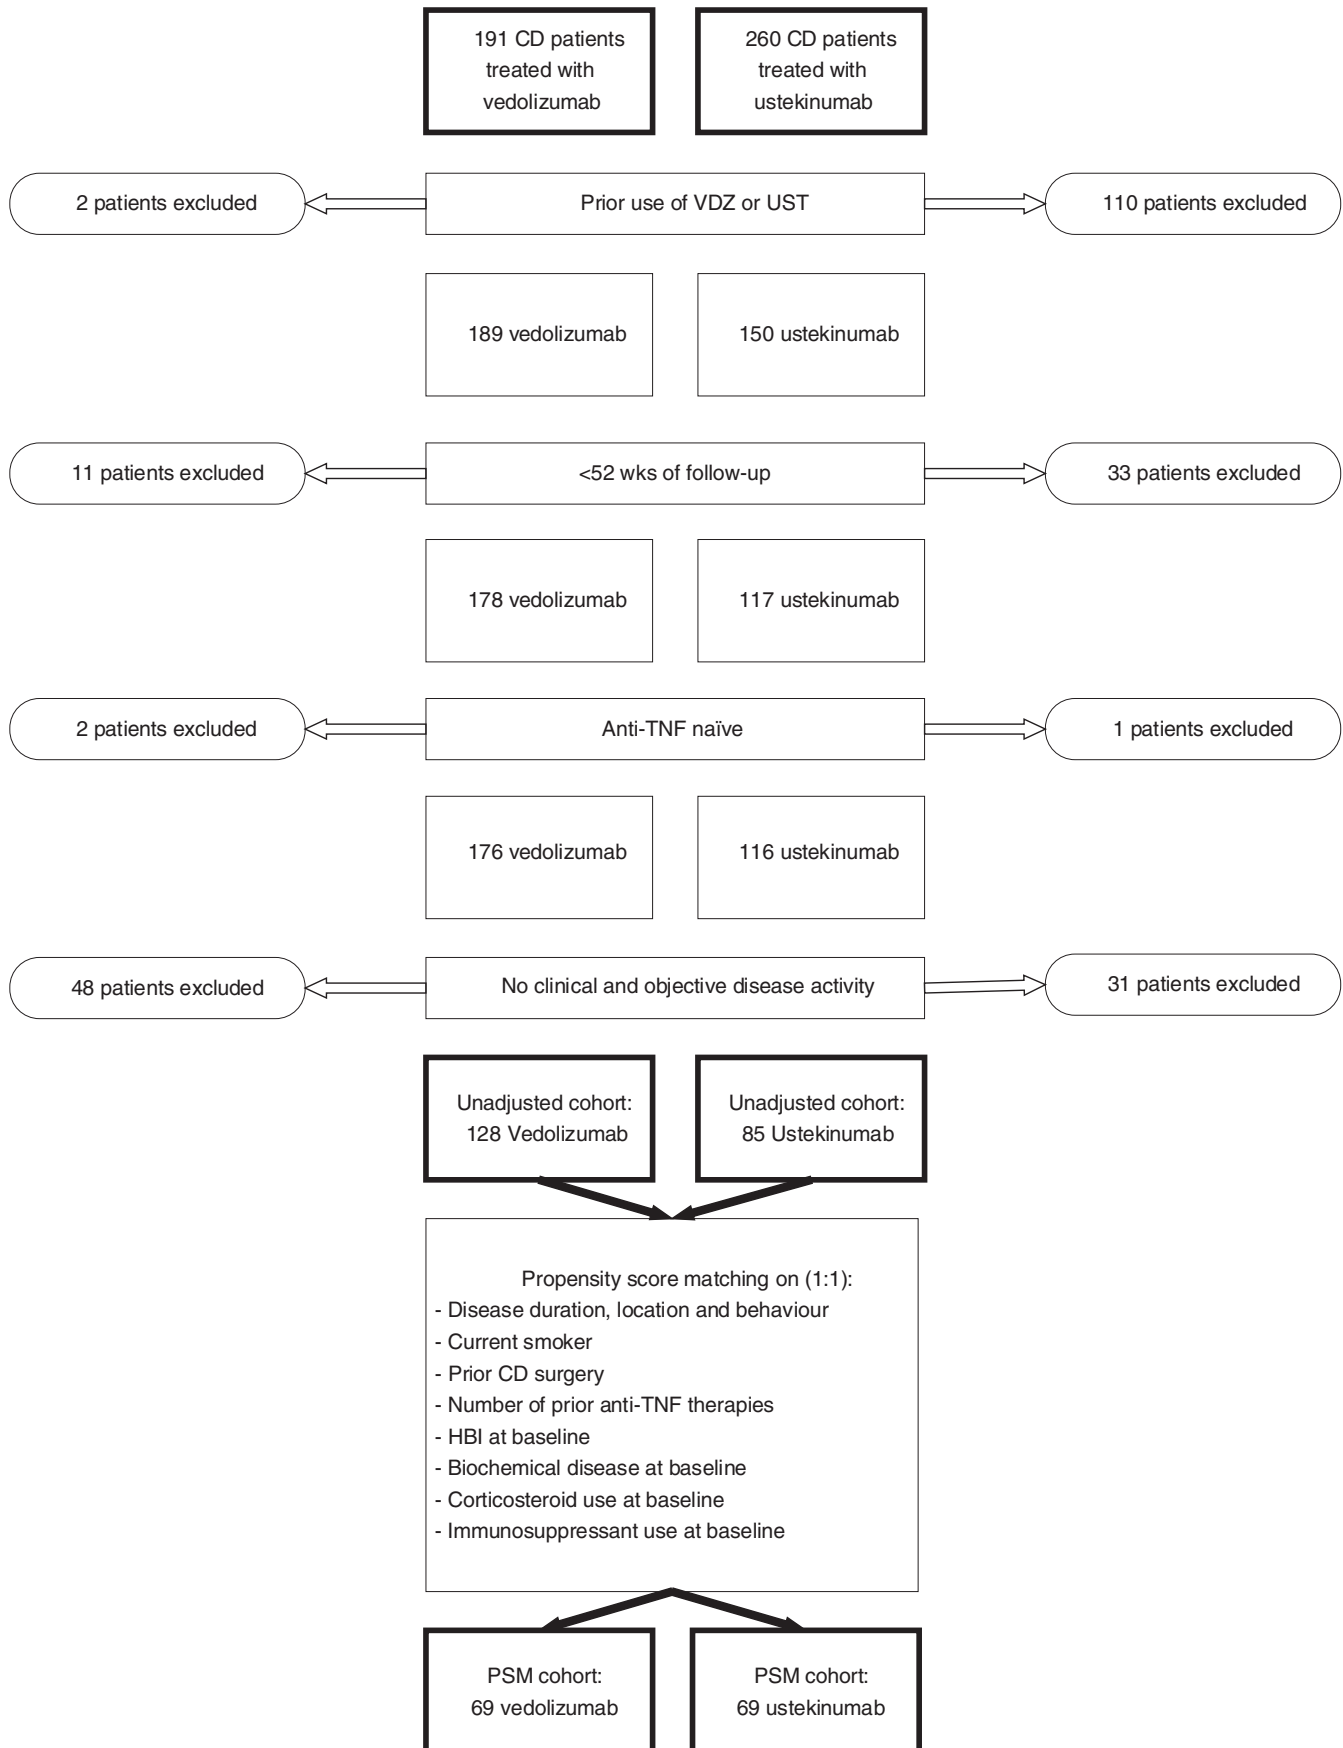 191 CD patients
treated with
vedolizumab
260 CD patients
treated with
ustekinumab
2 patients excluded
Prior use of VDZ or UST
110 patients excluded
189 vedolizumab
150 ustekinumab
11 patients excluded
<52 wks of follow-up
33 patients excluded
178 vedolizumab
117 ustekinumab
2 patients excluded
Anti-TNF naïve
1 patients excluded
176 vedolizumab
116 ustekinumab
48 patients excluded
No clinical and objective disease activity
31 patients excluded
Unadjusted cohort:
128 Vedolizumab
Unadjusted cohort:
85 Ustekinumab
Propensity score matching on (1:1):
- Disease duration, location and behaviour
- Current smoker
- Prior CD surgery
- Number of prior anti-TNF therapies
- HBI at baseline
- Biochemical disease at baseline
- Corticosteroid use at baseline
- Immunosuppressant use at baseline
PSM cohort:
69 vedolizumab
PSM cohort:
69 ustekinumab